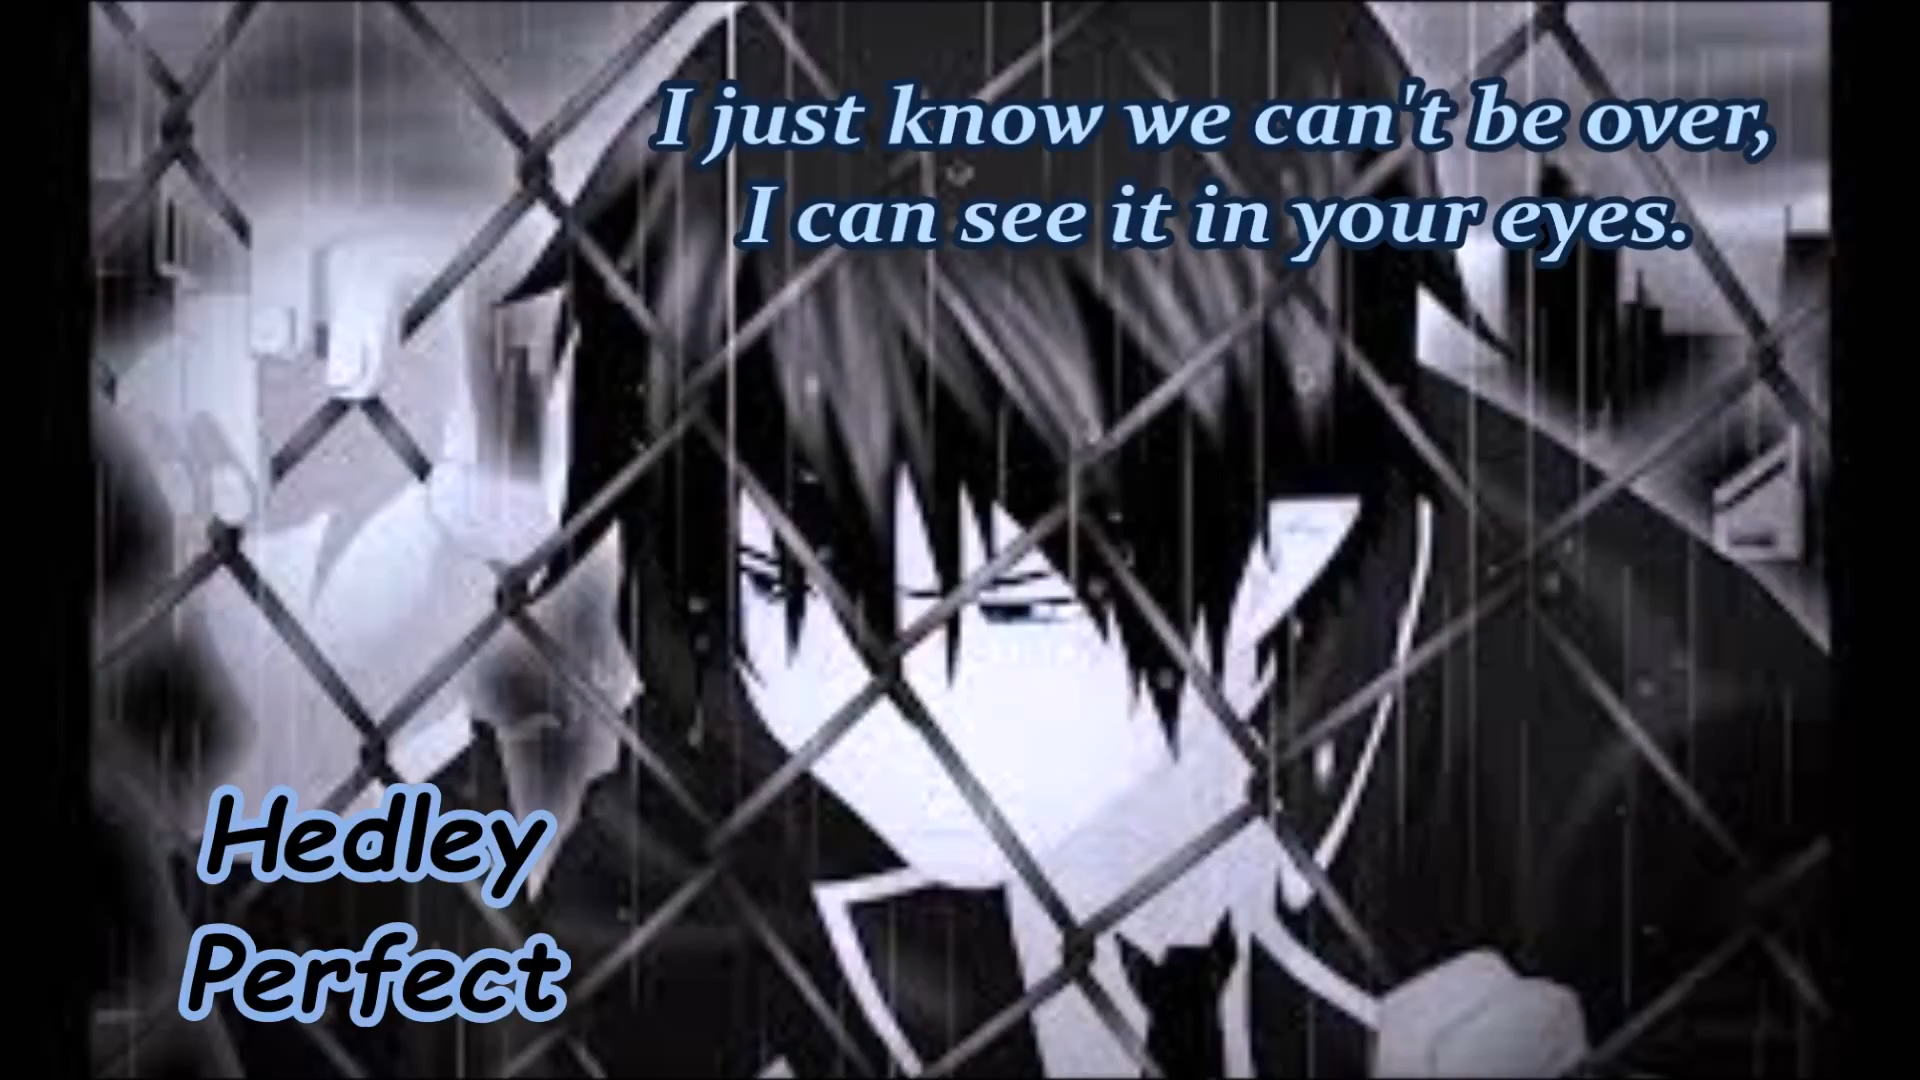 I just know we can't be over,
I can see it in your eyes.
Hedley
Perfect